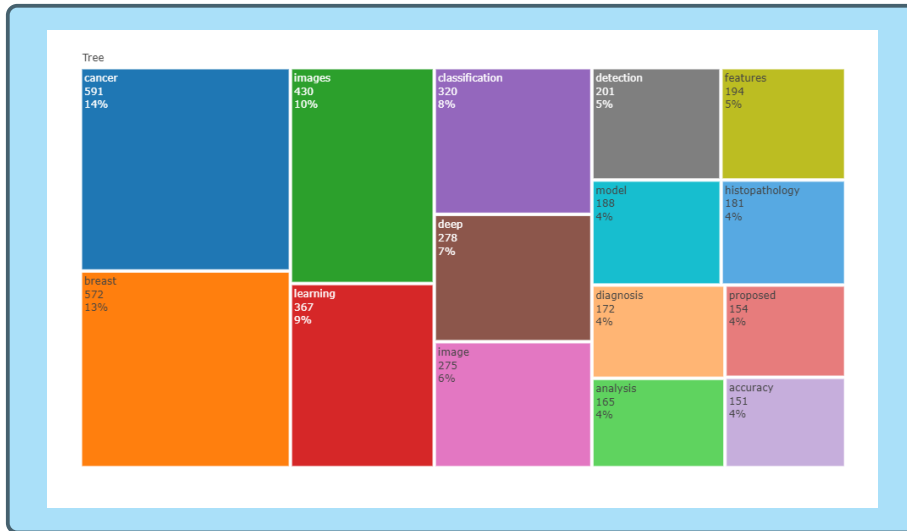 Tree
cancer
591
14%
breast
572
13%
images
430
10%
learning
367
9%
classification
320
8%
deep
278
7%
image
275
6%
detection
201
5%
features
194
5%
model
188
4%
histopathology
181
4%
diagnosis
172
4%
proposed
154
4%
analysis
165
4%
accuracy
151
4%